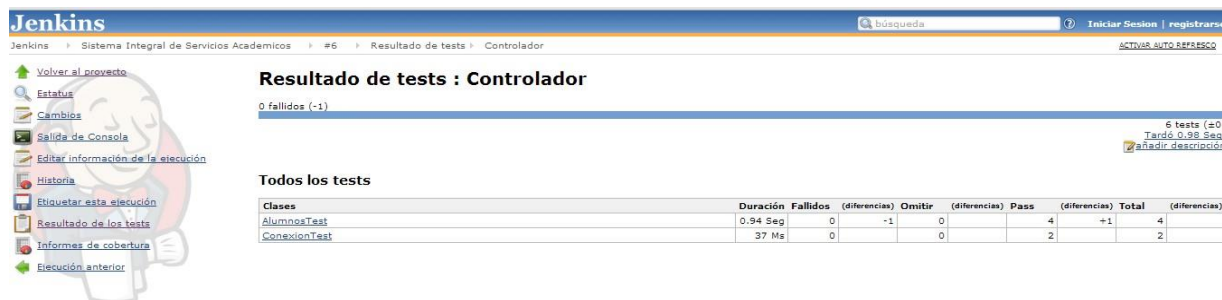 Jenkins
búsqueda
Iniciar Sesion | registrarse
Jenkins
Sistema Integral de Servicios Academicos
#6
Resultado de tests
Controlador
ACTIVAR AUTO REFRESCO
Volver al proyecto
Estatus
Cambios
Salida de Consola
Editar información de la ejecución
Historia
Etiquetar esta ejecución
Resultado de los tests
Informes de cobertura
Ejecución anterior
Resultado de tests : Controlador
0 fallidos (-1)
6 tests (±0
Tardó 0.98 Seg
añadir descripción
Todos los tests
Clases Duración Fallidos (diferencias) Omitir (diferencias) Pass (diferencias) Total (diferencias)
AlumnosTest 0.94 Seg 0 -1 0 4 +1 4
ConexionTest 37 Ms 0 0 2 2